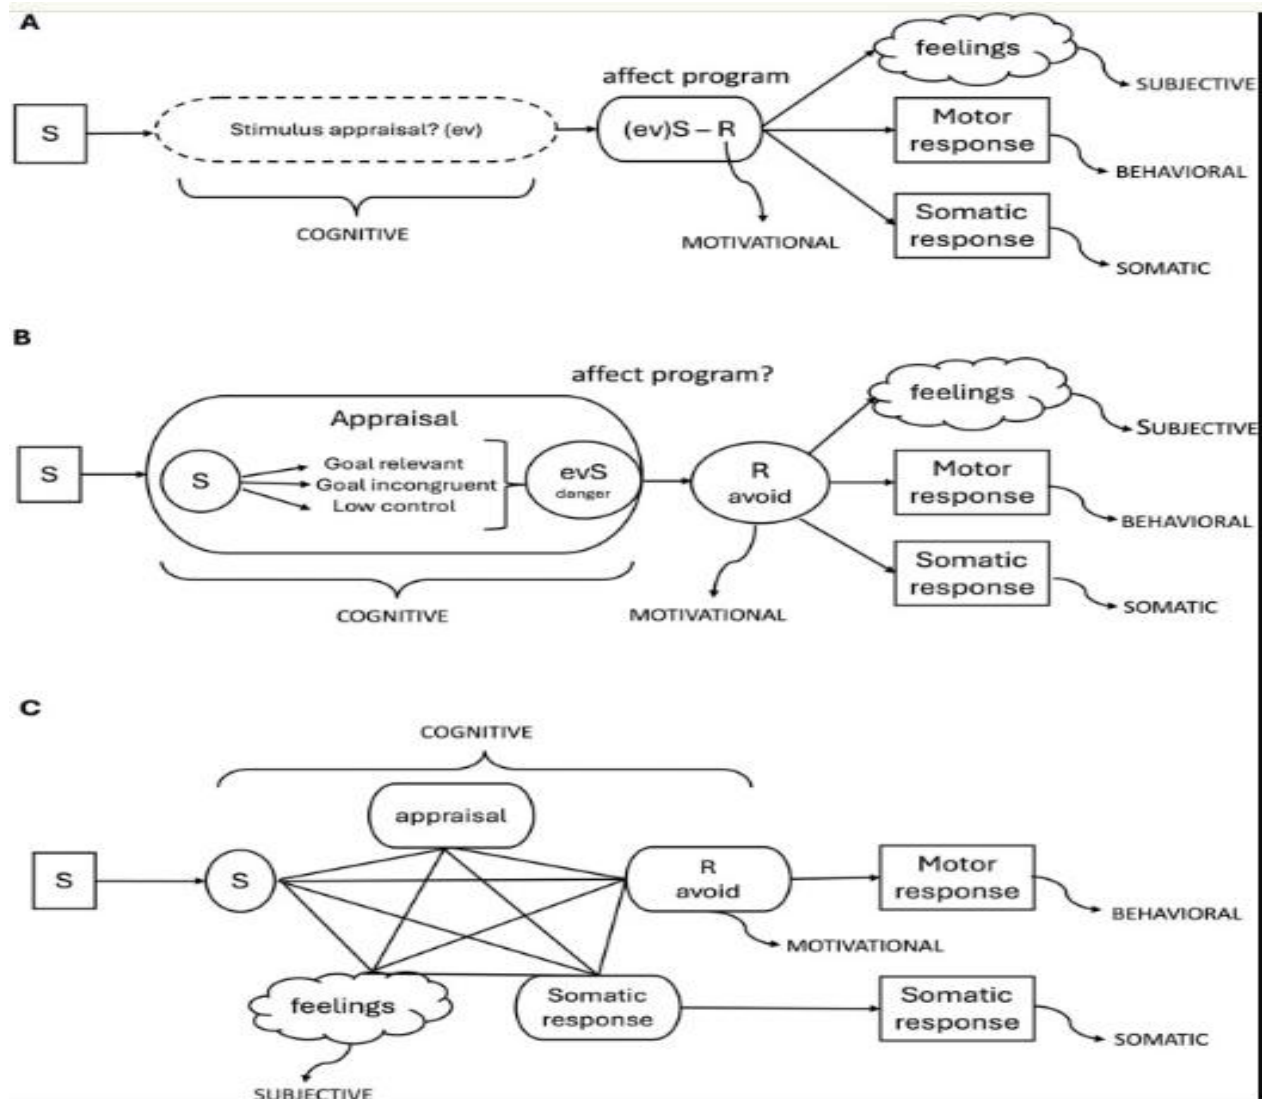 A
feelings
SUBJECTIVE
affect program
S
Stimulus appraisal? (ev)
(ev)S – R
Motor
response
BEHAVIORAL
COGNITIVE
MOTIVATIONAL
Somatic
response
SOMATIC
B
affect program?
feelings
SUBJECTIVE
Appraisal
S
S
Goal relevant
Goal incongruent
Low control
evS
danger
R
avoid
Motor
response
BEHAVIORAL
COGNITIVE
MOTIVATIONAL
Somatic
response
SOMATIC
C
COGNITIVE
appraisal
S
S
R
avoid
Motor
response
BEHAVIORAL
MOTIVATIONAL
feelings
Somatic
response
Somatic
response
SOMATIC
SUBJECTIVE